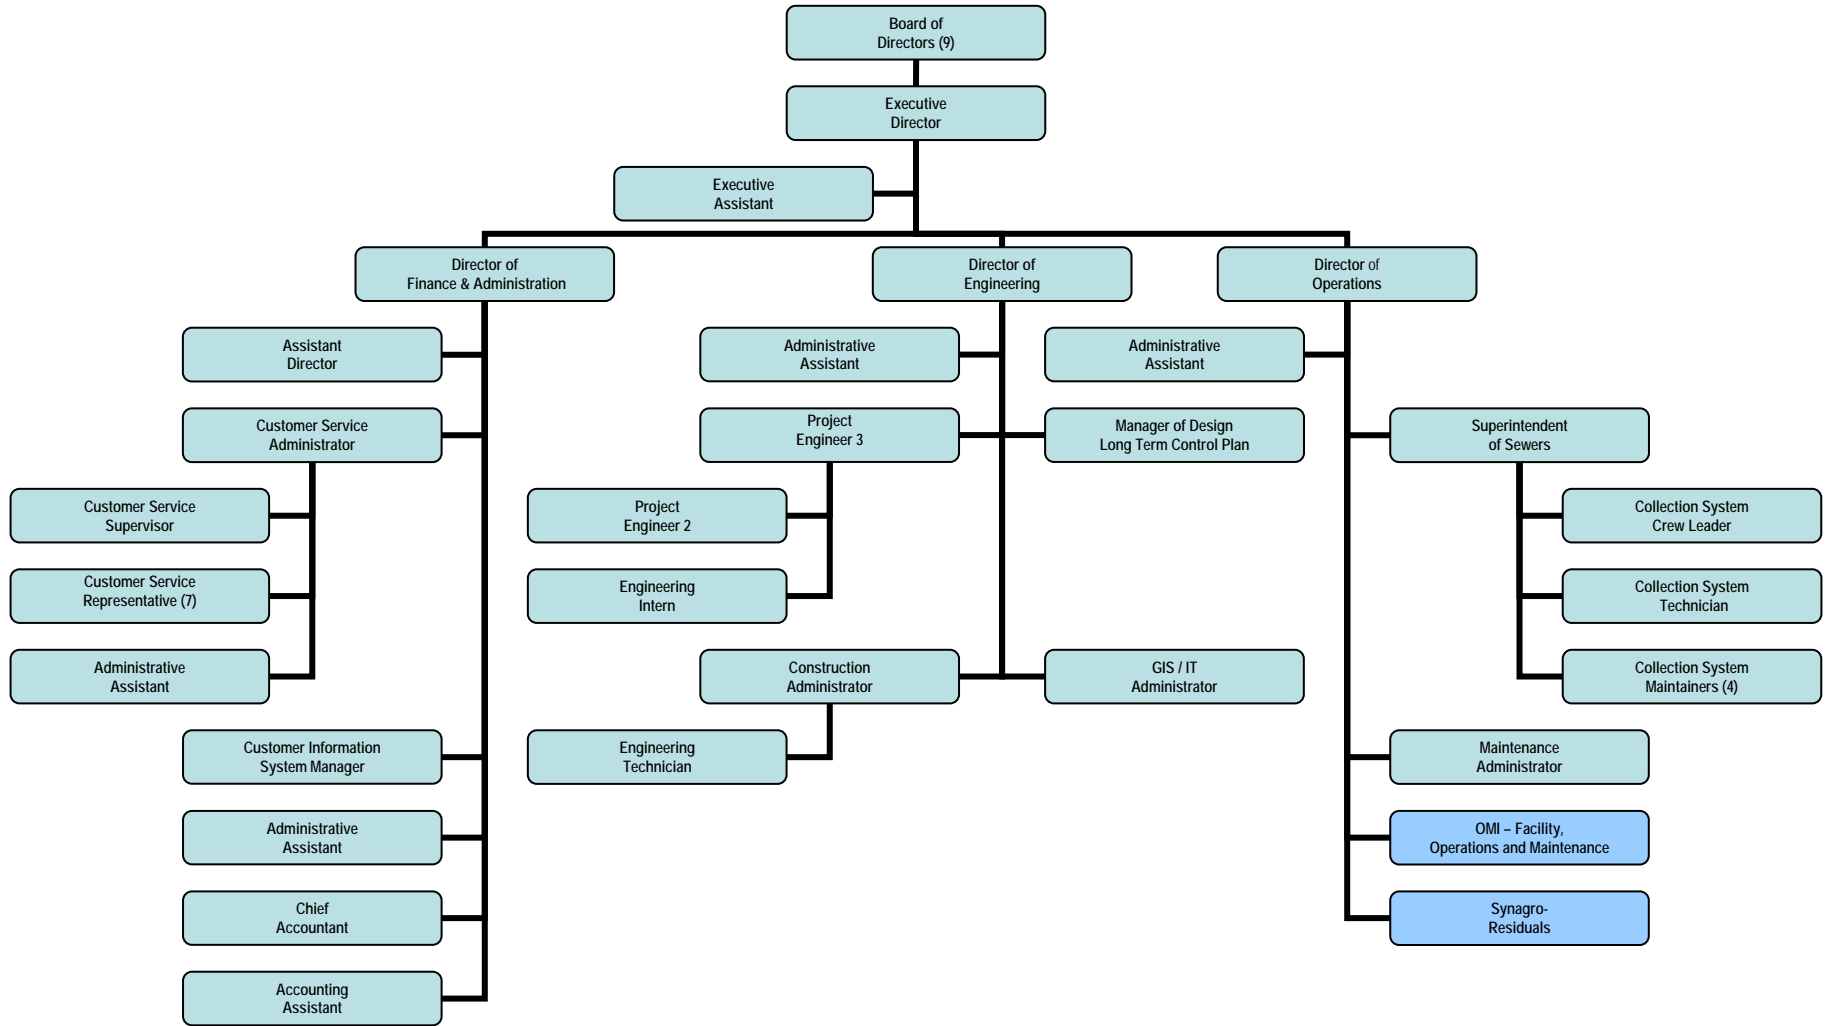 Board of
Directors (9)
Executive
Director
Executive
Assistant
Director of
Finance & Administration
Director of
Engineering
Director of
Operations
Assistant
Director
Administrative
Assistant
Administrative
Assistant
Customer Service
Administrator
Project
Engineer 3
Manager of Design
Long Term Control Plan
Superintendent
of Sewers
Customer Service
Supervisor
Project
Engineer 2
Collection System
Crew Leader
Customer Service
Representative (7)
Engineering
Intern
Collection System
Technician
Administrative
Assistant
Construction
Administrator
GIS / IT
Administrator
Collection System
Maintainers (4)
Customer Information
System Manager
Engineering
Technician
Maintenance
Administrator
Administrative
Assistant
OMI – Facility,
Operations and Maintenance
Chief
Accountant
Synagro-
Residuals
Accounting
Assistant